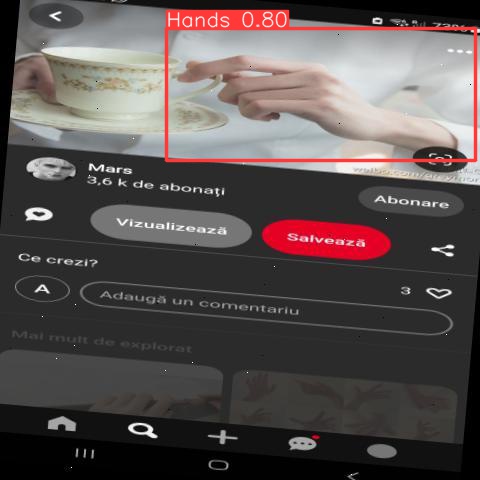 Hands 0.80
Mars
3,6 k de abonați
Abonare
Vizualizează
Salvează
Ce crezi?
3
A
Adaugă un comentariu
Mai mult de explorat